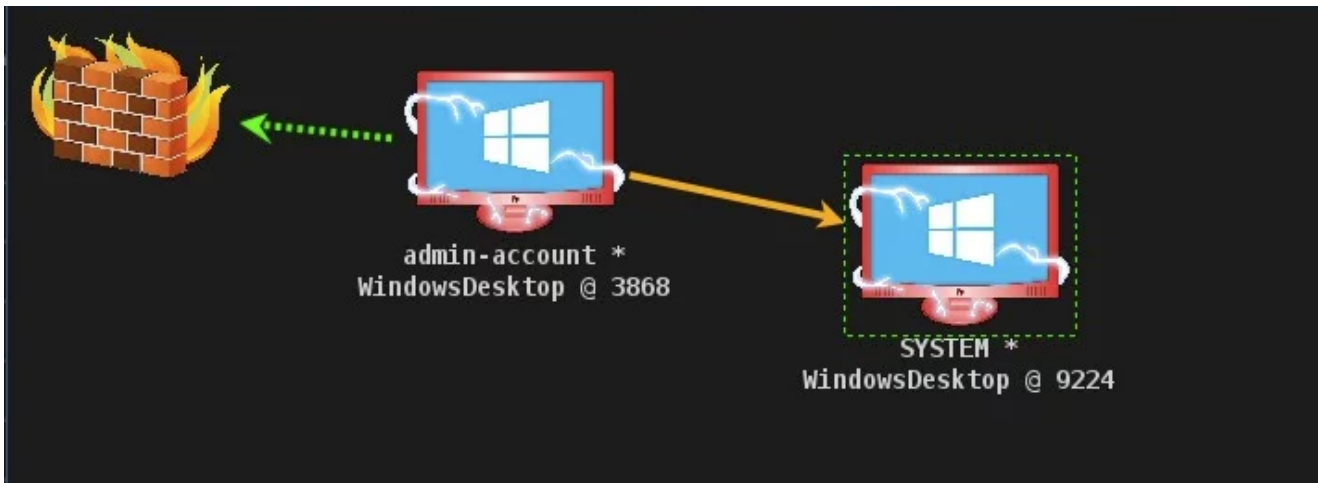 admin-account *
WindowsDesktop @ 3868
SYSTEM *
WindowsDesktop @ 9224